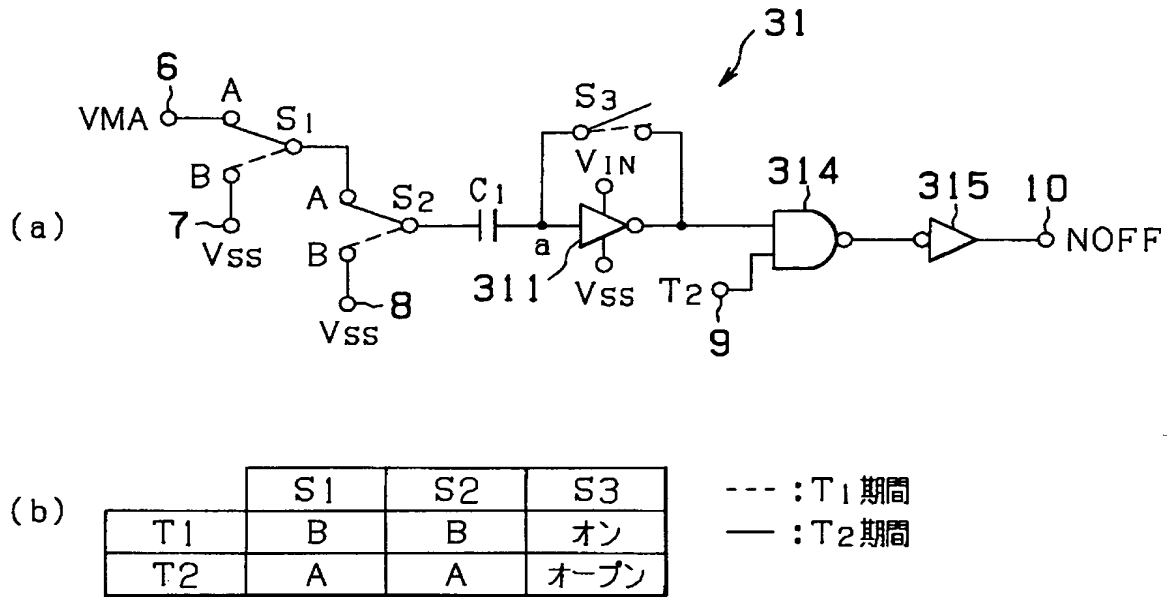 31
6
VMA
A
S1
B
7
VSS
A
S2
B
8
VSS
C1
a
S3
VIN
311
VSS
314
T2
9
315
10
NOFF
(a)
(b)
S1 S2 S3
T1 B B オン
T2 A A オープン
--- : T1期間
— : T2期間